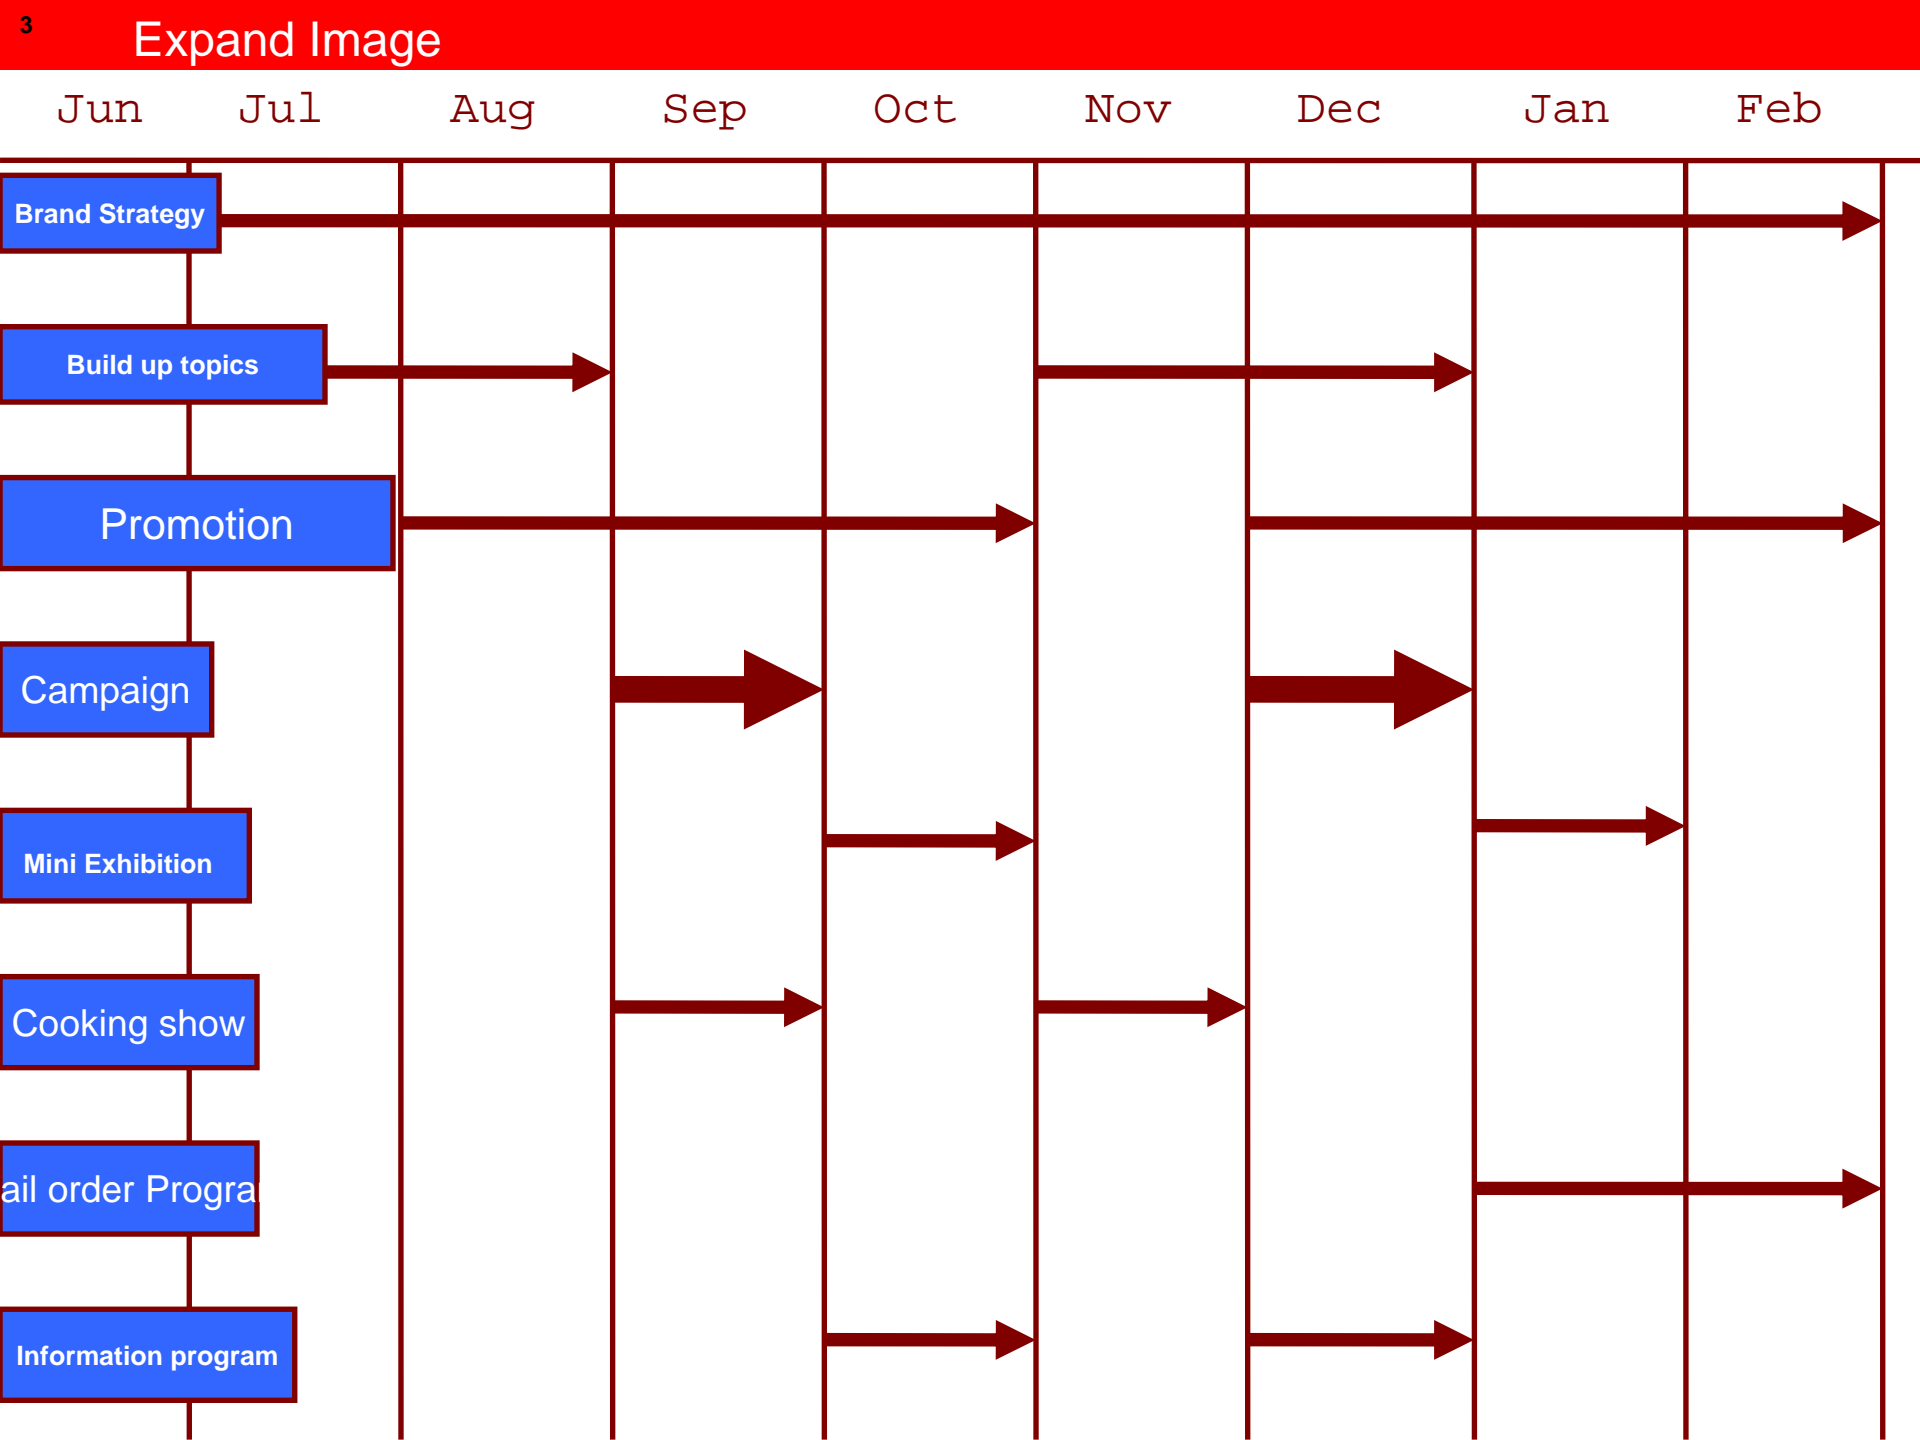 3
Expand Image
Jun Jul Aug Sep Oct Nov Dec Jan Feb
Brand Strategy
Build up topics
Promotion
Campaign
Mini Exhibition
Cooking show
ail order Progra
Information program